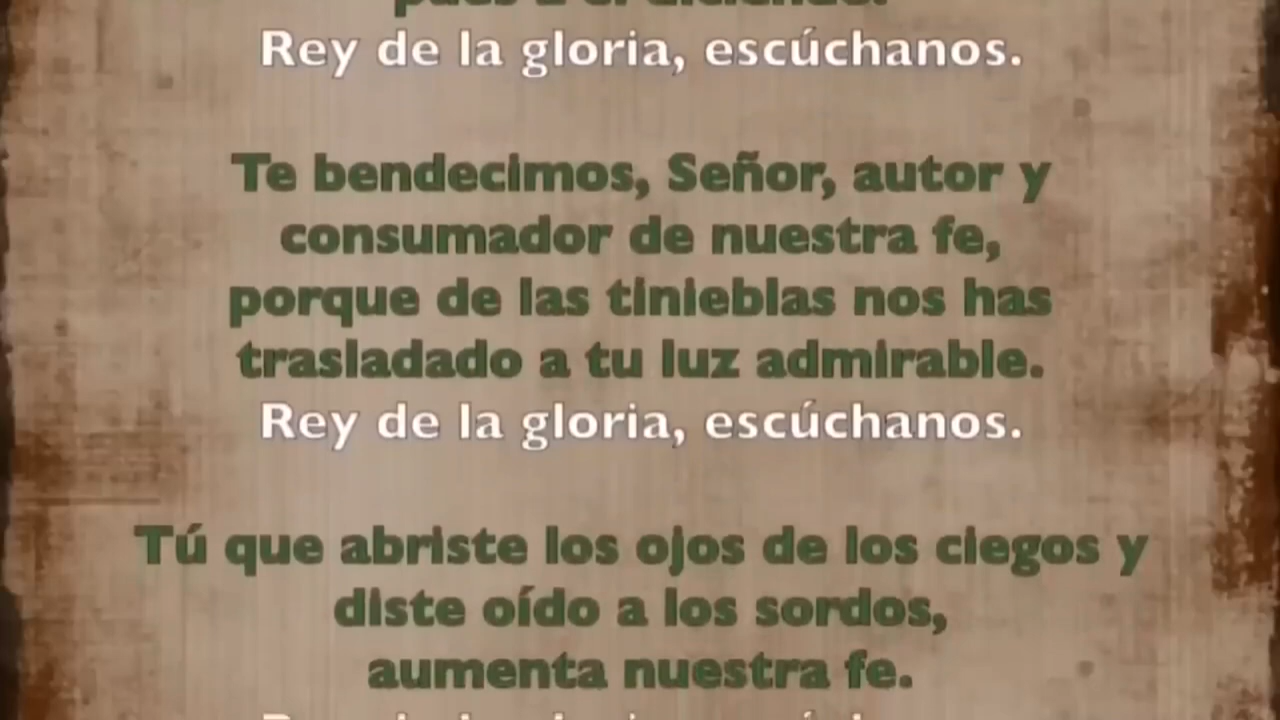 Rey de la gloria, escúchanos.
Te bendecimos, Señor, autor y
consumador de nuestra fe,
porque de las tinieblas nos has
trasladado a tu luz admirable.
Rey de la gloria, escúchanos.
Tú que abriste los ojos de los ciegos y
diste oído a los sordos,
aumenta nuestra fe.